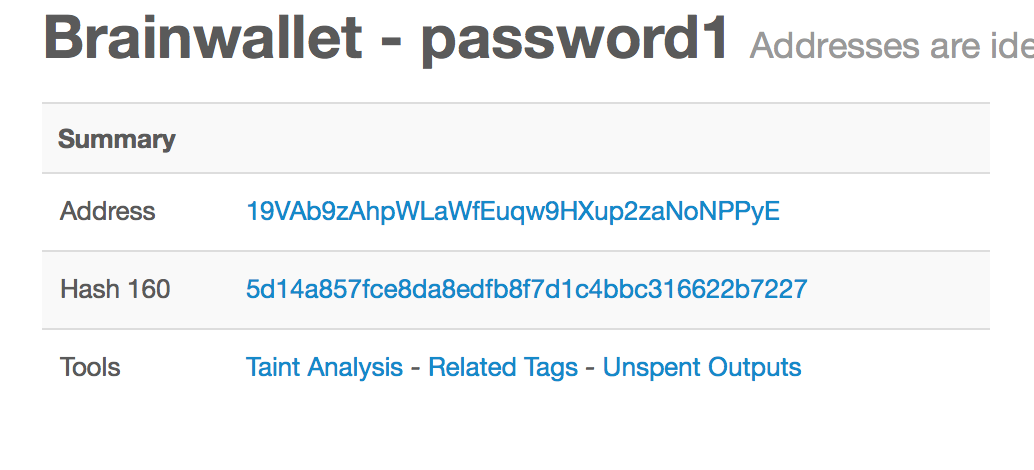 Brainwallet - password1 Addresses are ide
Summary
Address 19VAb9zAhpWLaWfEuqw9HXup2zaNoNPPyE
Hash 160 5d14a857fce8da8edfb8f7d1c4bbc316622b7227
Tools Taint Analysis - Related Tags - Unspent Outputs